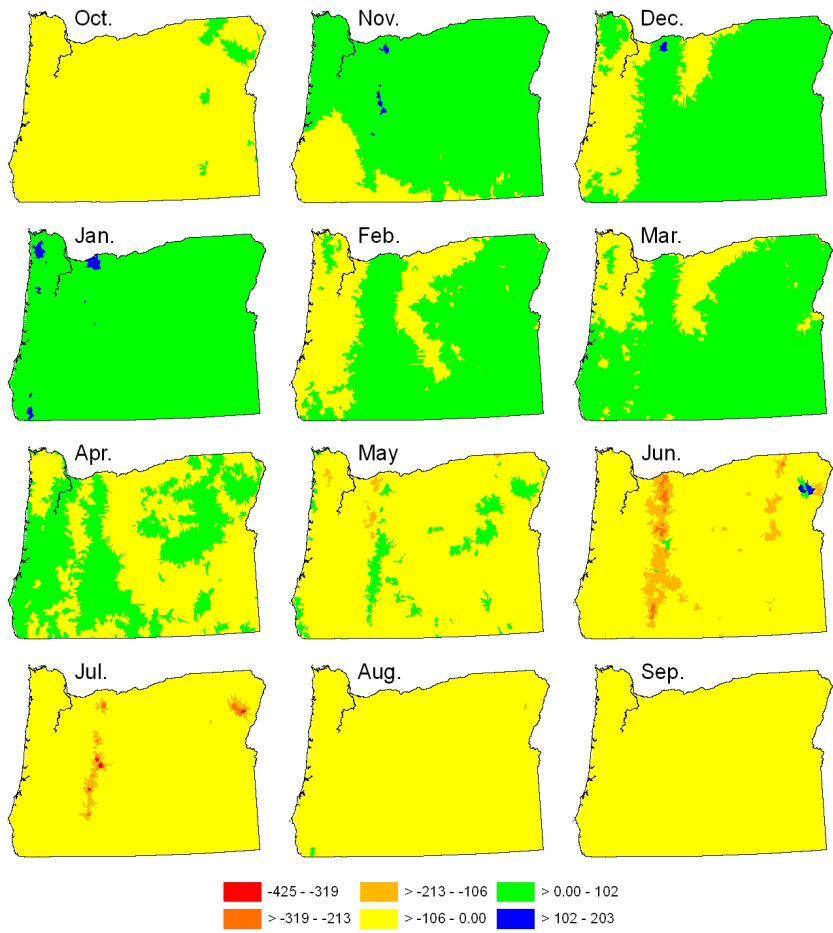 Oct.
Nov.
Dec.
Jan.
Feb.
Mar.
Apr.
May
Jun.
Jul.
Aug.
Sep.
-425 - -319
> -213 - -106
> 0.00 - 102
> -319 - -213
> -106 - 0.00
> 102 - 203